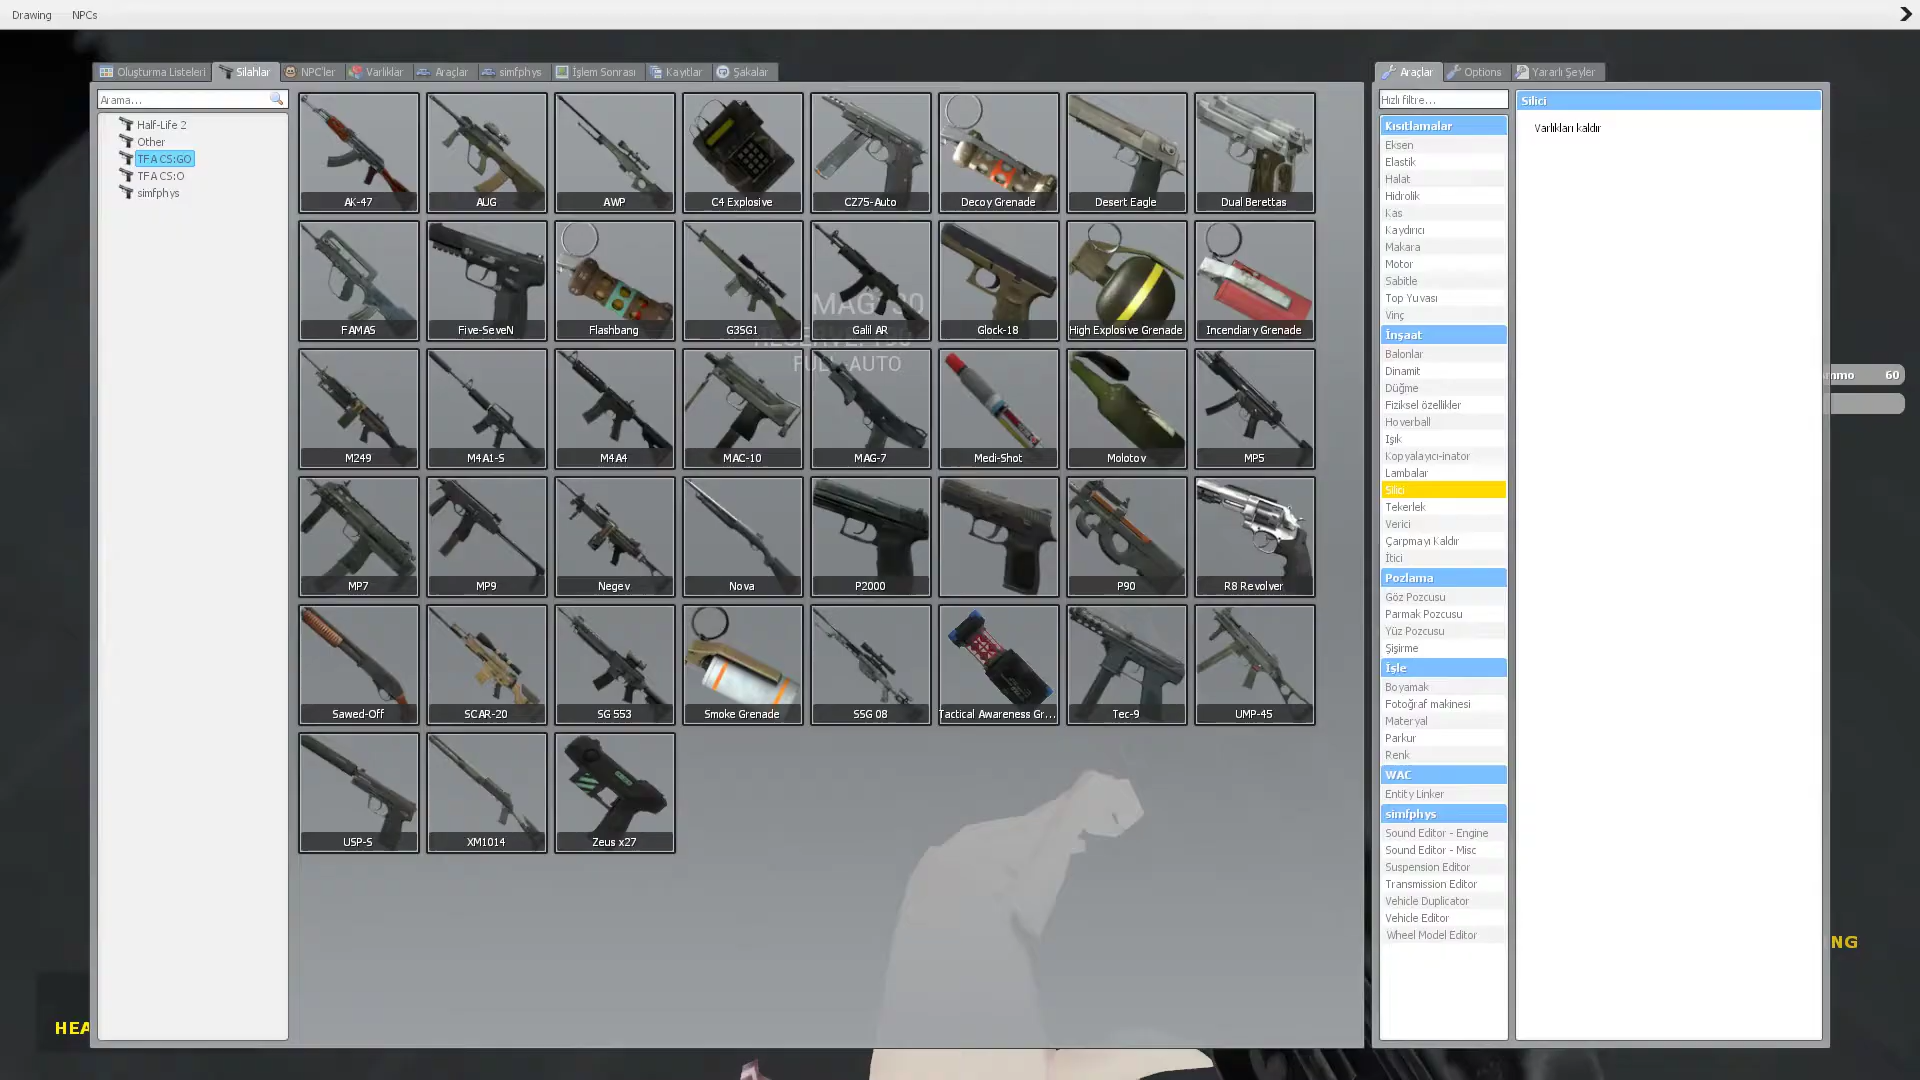 Drawing NPCs
Oluşturma Listeleri Silahlar NPC'ler Varlıklar Araçlar simfphys İşlem Sonrası Kayıtlar Şakalar
Arama...
Half-Life 2
Other
TFA CS:GO
TFA CS:O
simfphys
AK-47 AUG AWP C4 Explosive CZ75-Auto Decoy Grenade Desert Eagle Dual Berettas
FAMAS Five-SeveN Flashbang G3SG1 Galil AR Glock-18 High Explosive Grenade Incendiary Grenade
FULL-AUTO
M249 M4A1-S M4A4 MAC-10 MAG-7 Medi-Shot Molotov MP5
MP7 MP9 Negev Nova P2000 P90 R8 Revolver
Sawed-Off SCAR-20 SG 553 Smoke Grenade SSG 08 Tactical Awareness Gr... Tec-9 UMP-45
USP-S XM1014 Zeus x27
HEA
Araçlar Options Yararlı Şeyler
Hızlı filtre...
Kısıtlamalar
Eksen
Elastik
Halat
Hidrolik
Kas
Kaydırıcı
Makara
Motor
Sabitle
Top Yuvası
Vinç
İnşaat
Balonlar
Dinamit
Düğme
Fiziksel özellikler
Hoverball
Işık
Kopyalayıcı-inator
Lambalar
Silici
Tekerlek
Verici
Çarpmayı Kaldır
İtici
Pozlama
Göz Pozcusu
Parmak Pozcusu
Yüz Pozcusu
Şişirme
İşle
Boyamak
Fotoğraf makinesi
Materyal
Parkur
Renk
WAC
Entity Linker
simfphys
Sound Editor - Engine
Sound Editor - Misc
Suspension Editor
Transmission Editor
Vehicle Duplicator
Vehicle Editor
Wheel Model Editor
Silici
Varlıkları kaldır
mmo 60
NG